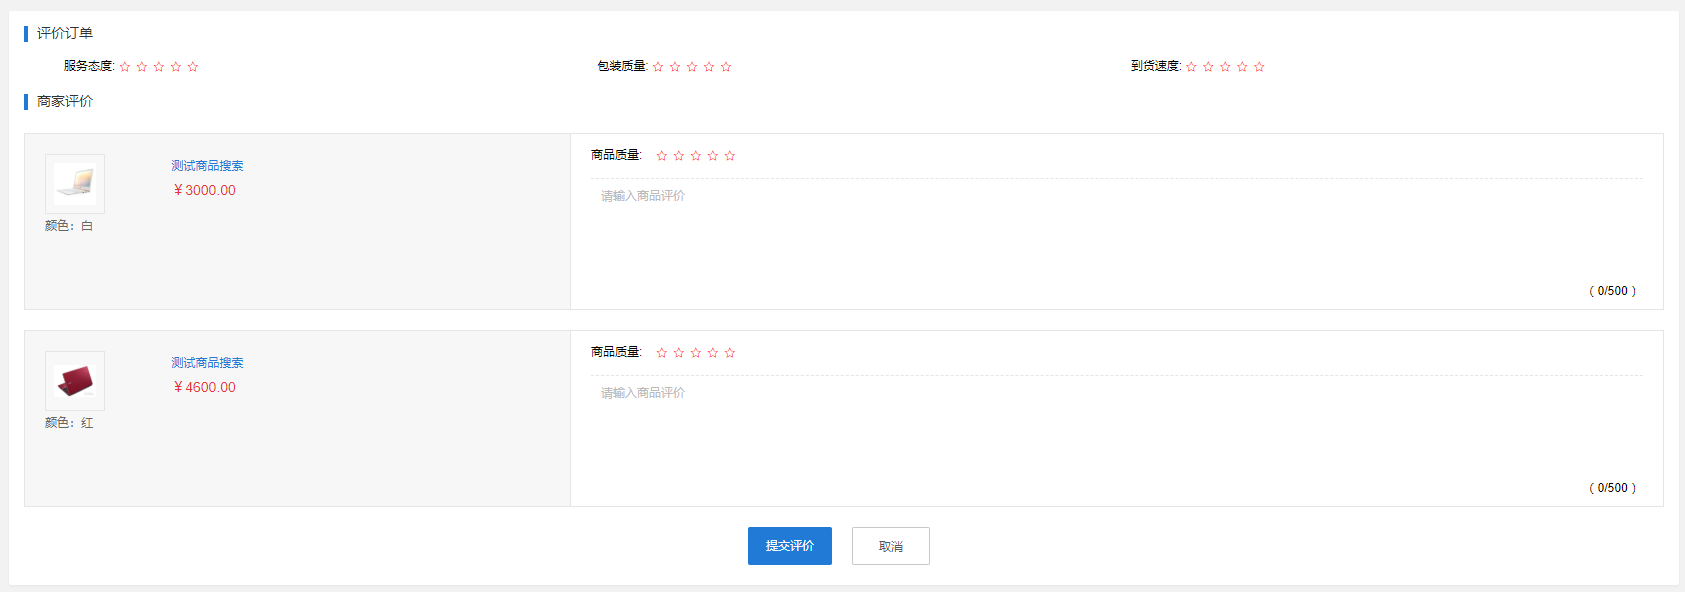 评价订单
服务态度: 包装质量: 到货速度:
商家评价
测试商品搜索
￥3000.00
颜色：白
商品质量:
请输入商品评价
（ 0/500 ）
测试商品搜索
￥4600.00
颜色：红
商品质量:
请输入商品评价
（ 0/500 ）
提交评价 取消